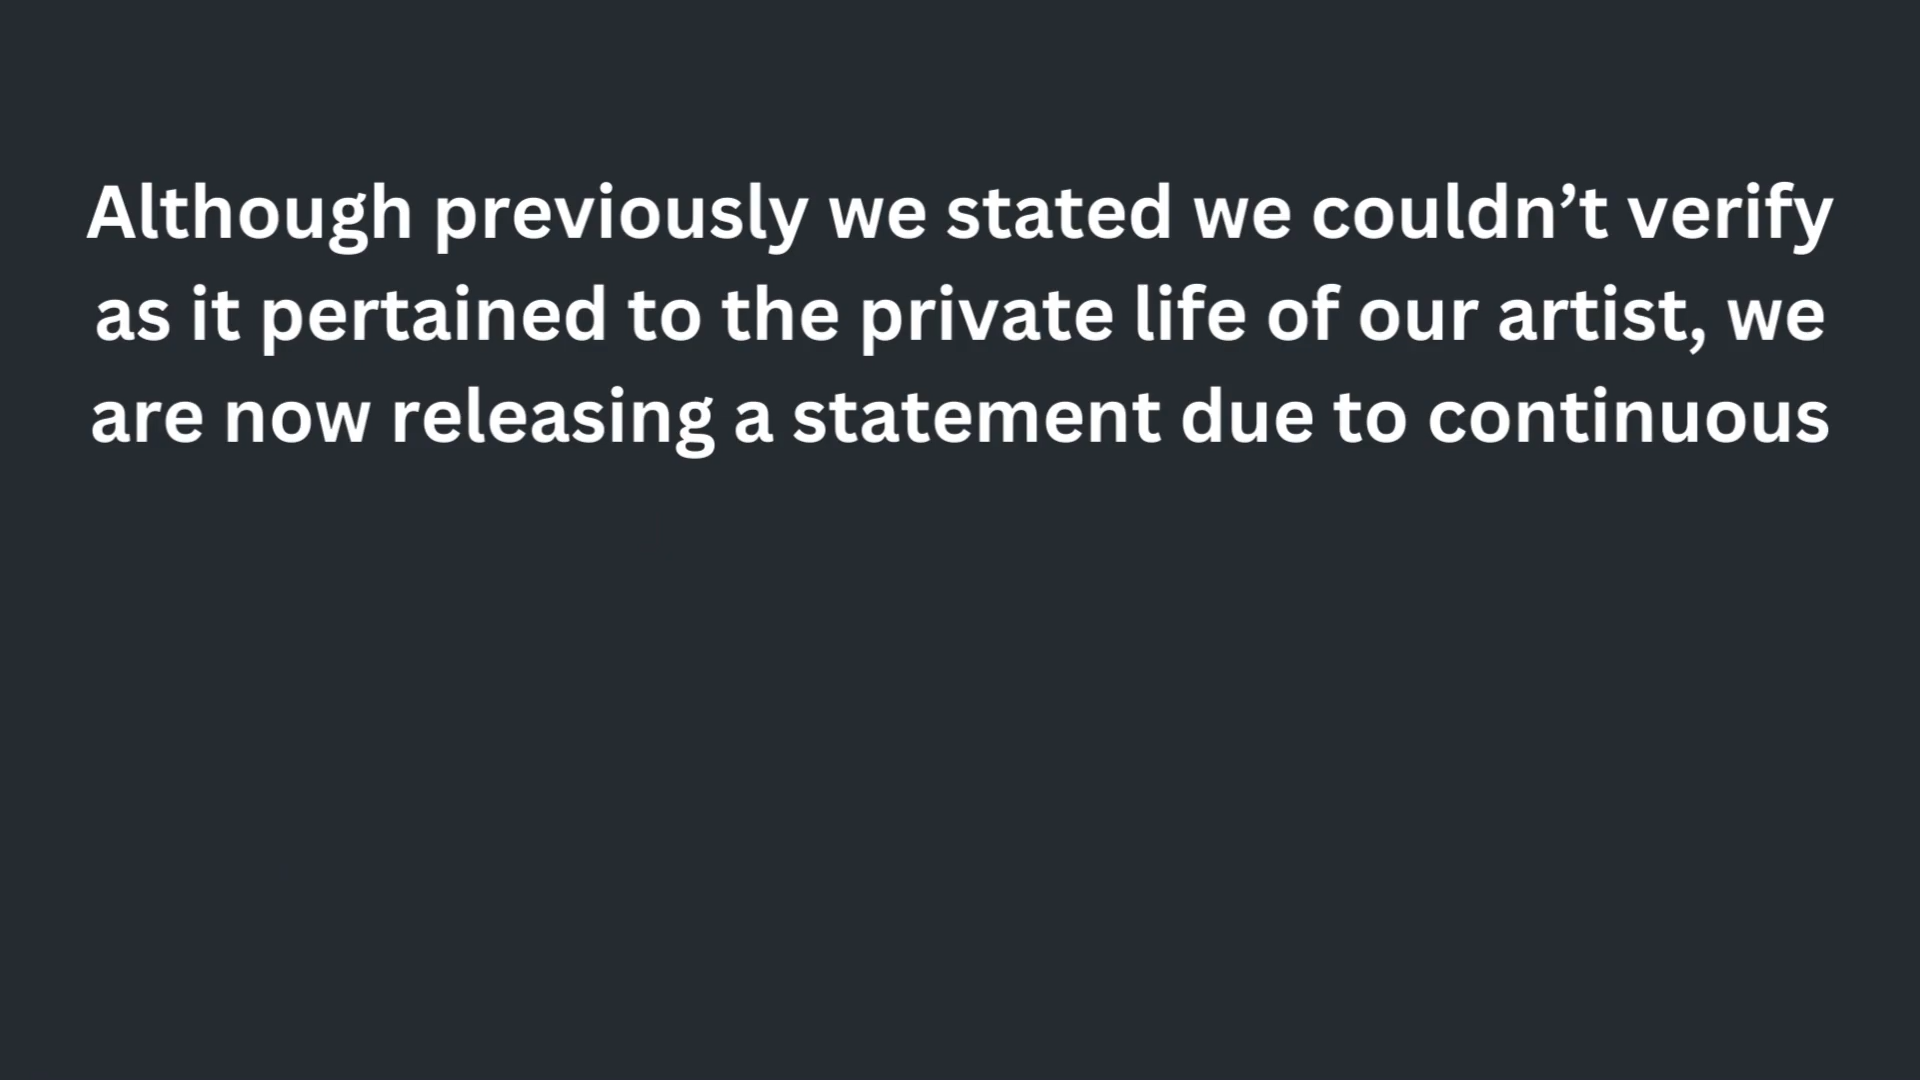 Although previously we stated we couldn’t verify
as it pertained to the private life of our artist, we
are now releasing a statement due to continuous